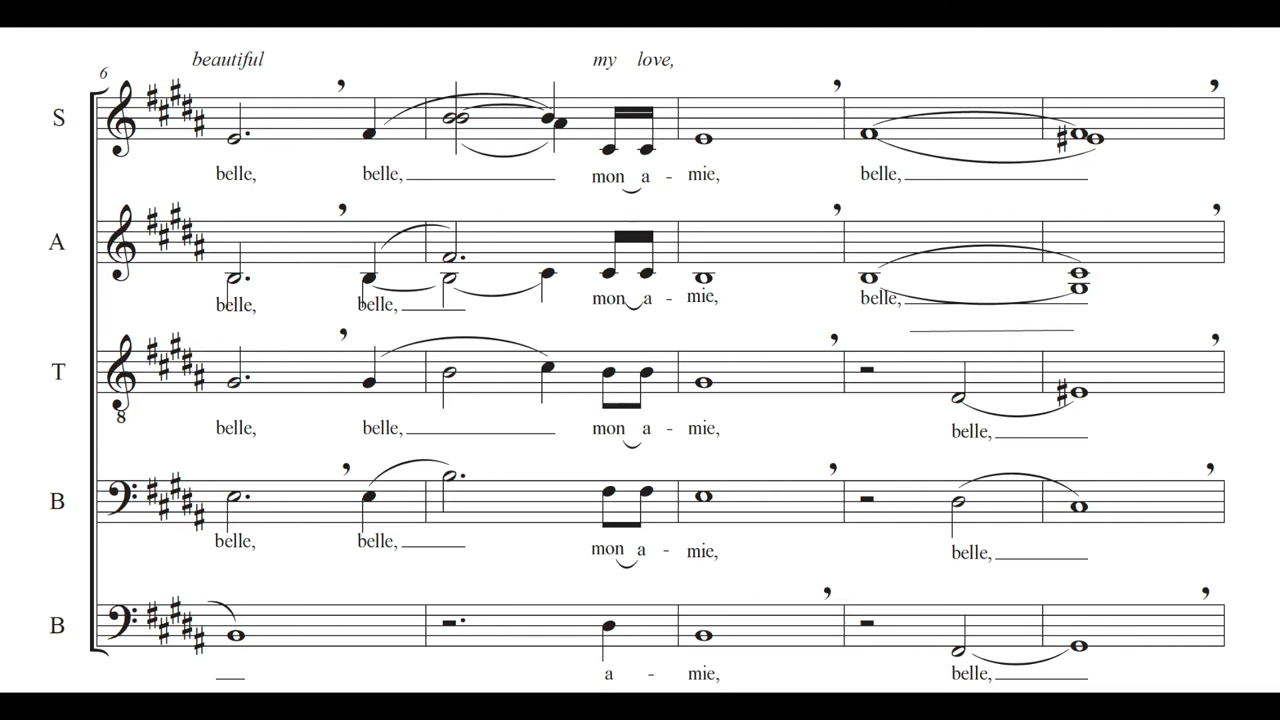 beautiful my love,
6
S
belle, belle, mon a - mie, belle,
A
belle, belle, mon a - mie, belle,
T
8
belle, belle, mon a - mie, belle,
B
belle, belle, mon a - mie, belle,
B
a - mie, belle,